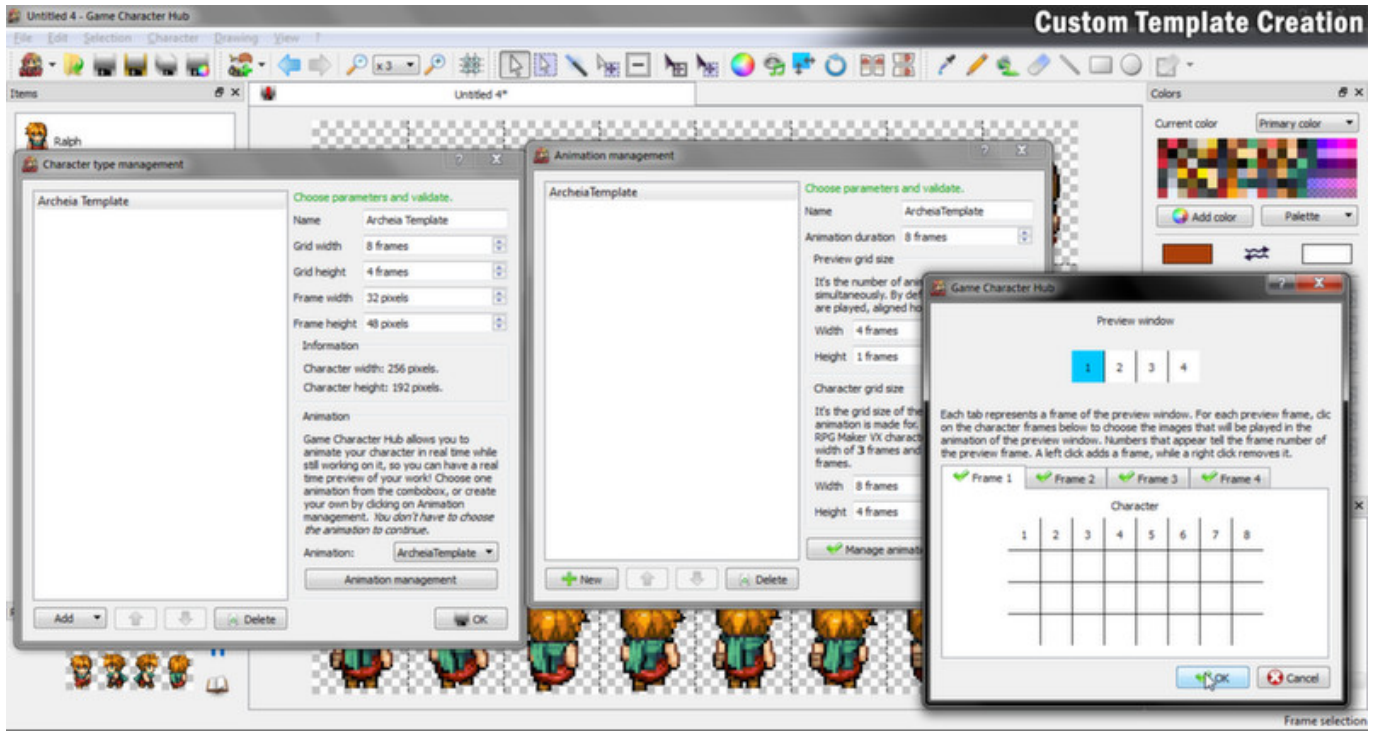 Untitled 4 - Game Character Hub
Custom Template Creation
File Edit Selection Character Drawing View ?
x 3
Items
Untitled 4*
Colors
Ralph
Current color
Primary color
Add color
Palette
Character type management
Archeia Template
Choose parameters and validate.
Name Archeia Template
Grid width 8 frames
Grid height 4 frames
Frame width 32 pixels
Frame height 48 pixels
Information
Character width: 256 pixels.
Character height: 192 pixels.
Animation
Game Character Hub allows you to
animate your character in real time while
still working on it, so you can have a real
time preview of your work! Choose one
animation from the combobox, or create
your own by clicking on Animation
management. You don't have to choose
the animation to continue.
Animation: ArcheiaTemplate
Animation management
Add
Delete
OK
Animation management
ArcheiaTemplate
Choose parameters and validate.
Name ArcheiaTemplate
Animation duration 8 frames
Preview grid size
It's the number of
simultaneously. By
are played, aligned
Width 4 frames
Height 1 frames
Character grid size
It's the grid size of the
animation is made for.
RPG Maker VX
width of 3 frames and
frames.
Width 8 frames
Height 4 frames
Manage
New
Delete
Game Character Hub
Preview window
1 2 3 4
Each tab represents a frame of the preview window. For each preview frame, clic
on the character frames below to choose the images that will be played in the
animation of the preview window. Numbers that appear tell the frame number of
the preview frame. A left click adds a frame, while a right click removes it.
Frame 1 Frame 2 Frame 3 Frame 4
Character
1 2 3 4 5 6 7 8
OK
Cancel
Frame selection